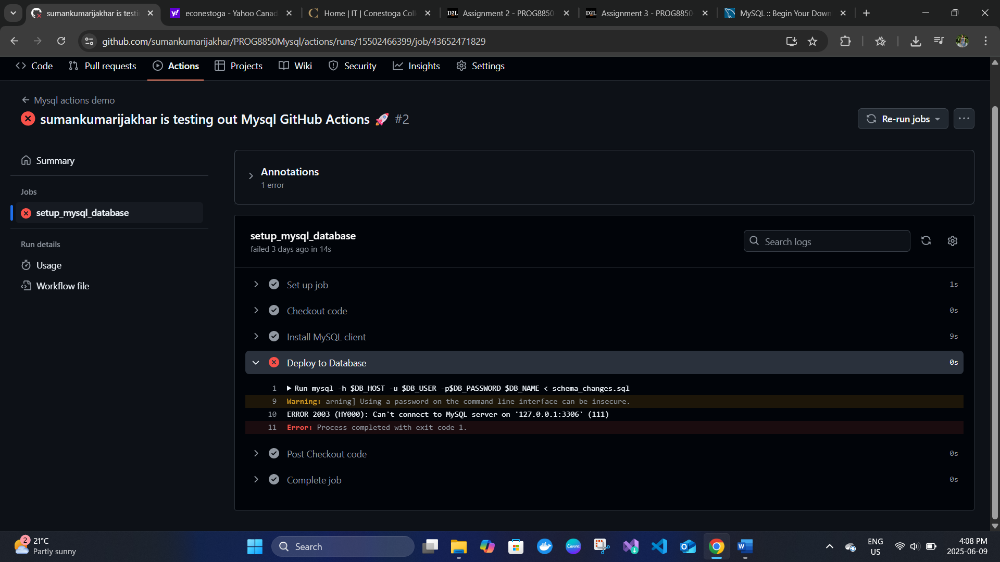 sumankumarijakhar is testi
econestoga - Yahoo Canad
Home | IT | Conestoga Coll
D2L Assignment 2 - PROG8850
D2L Assignment 3 - PROG8850
MySQL :: Begin Your Down
github.com/sumankumarijakhar/PROG8850Mysql/actions/runs/15502466399/job/43652471829
Code
Pull requests
Actions
Projects
Wiki
Security
Insights
Settings
Mysql actions demo
sumankumarijakhar is testing out Mysql GitHub Actions 🚀 #2
Re-run jobs
Summary
Jobs
setup_mysql_database
Run details
Usage
Workflow file
Annotations
1 error
setup_mysql_database
failed 3 days ago in 14s
Search logs
Set up job 1s
Checkout code 0s
Install MySQL client 9s
Deploy to Database 0s
1 Run mysql -h $DB_HOST -u $DB_USER -p$DB_PASSWORD $DB_NAME < schema_changes.sql
9 Warning: arning] Using a password on the command line interface can be insecure.
10 ERROR 2003 (HY000): Can't connect to MySQL server on '127.0.0.1:3306' (111)
11 Error: Process completed with exit code 1.
Post Checkout code 0s
Complete job 0s
2
21°C
Partly sunny
Search
Canva
ENG
US
4:08 PM
2025-06-09